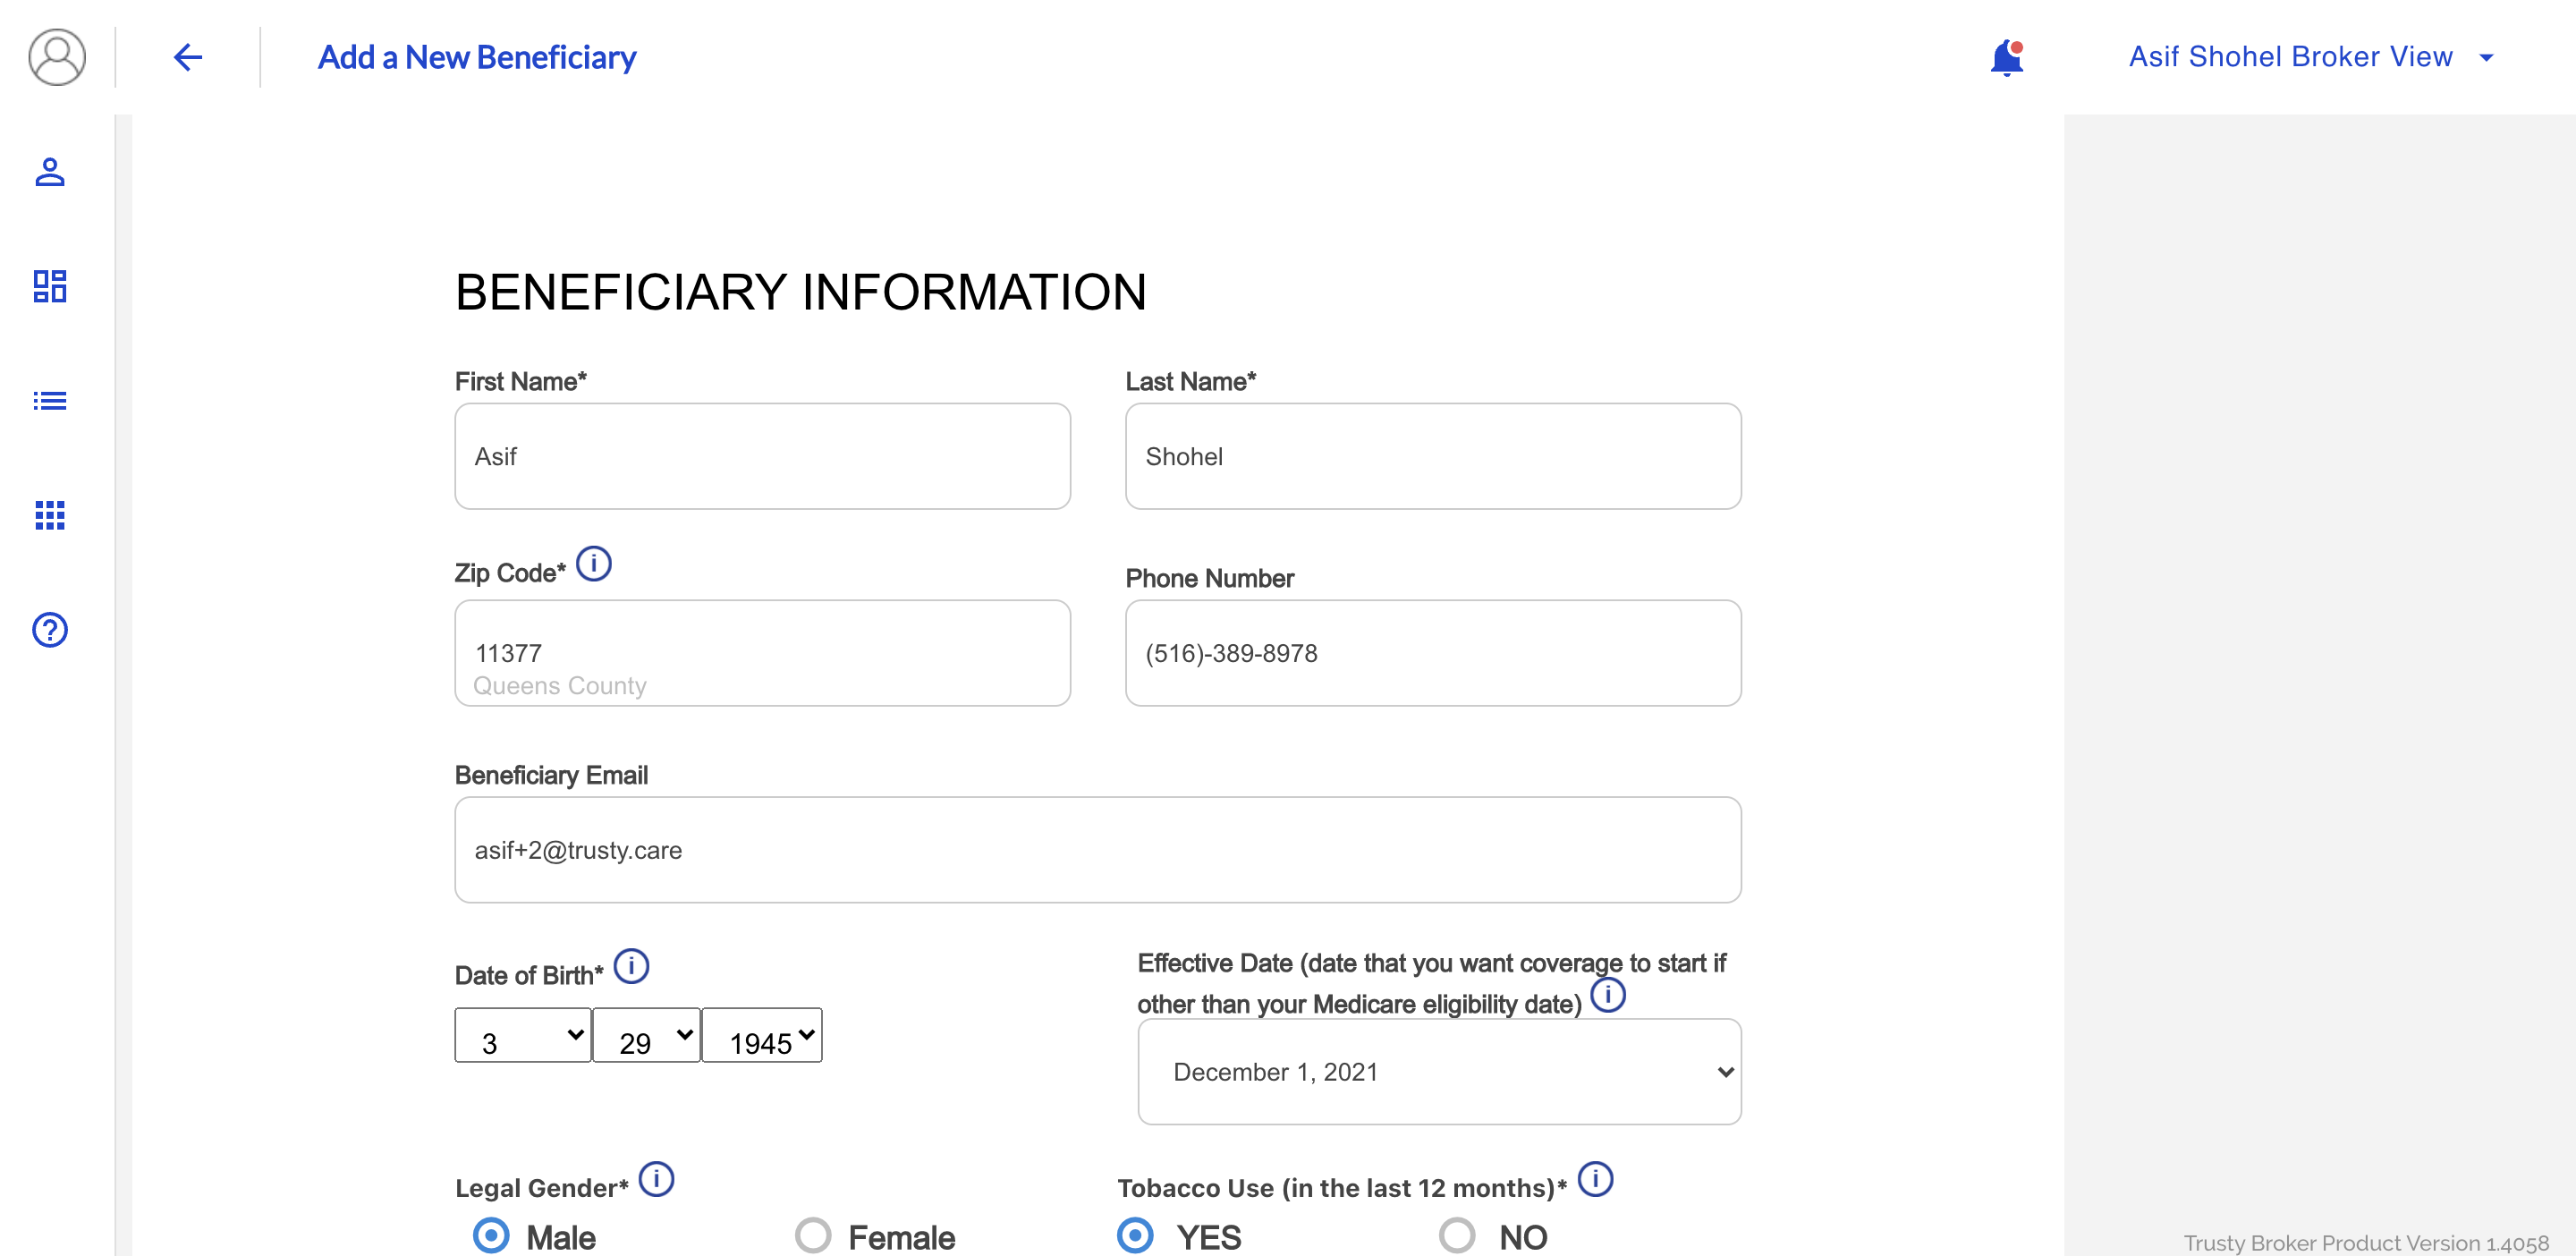 Add a New Beneficiary
Asif Shohel Broker View
BENEFICIARY INFORMATION
First Name*
Last Name*
Asif
Shohel
Zip Code*
Phone Number
11377
Queens County
(516)-389-8978
Beneficiary Email
asif+2@trusty.care
Date of Birth*
Effective Date (date that you want coverage to start if
other than your Medicare eligibility date)
3 29 1945
December 1, 2021
Legal Gender*
Tobacco Use (in the last 12 months)*
Male Female
YES NO
Trusty Broker Product Version 1.4058